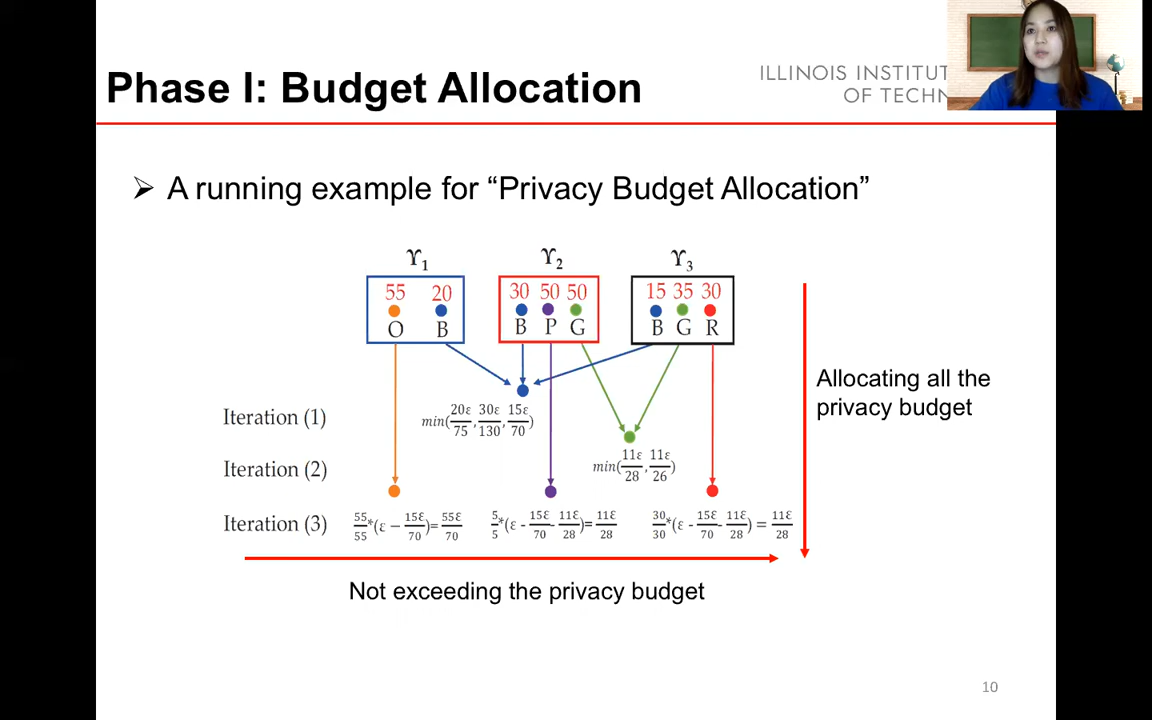 Phase I: Budget Allocation
ILLINOIS INSTITUT
OF TECHN
➢ A running example for “Privacy Budget Allocation”
ϒ1 ϒ2 ϒ3
55 20 30 50 50 15 35 30
O B B P G B G R
Allocating all the
privacy budget
Iteration (1) min(20ε/75, 30ε/130, 15ε/70)
Iteration (2) min(11ε/28, 11ε/26)
Iteration (3) 55/55*(ε − 15ε/70)=55ε/70 5/5*(ε - 15ε/70 - 11ε/28)=11ε/28 30/30*(ε - 15ε/70 - 11ε/28) = 11ε/28
Not exceeding the privacy budget
10